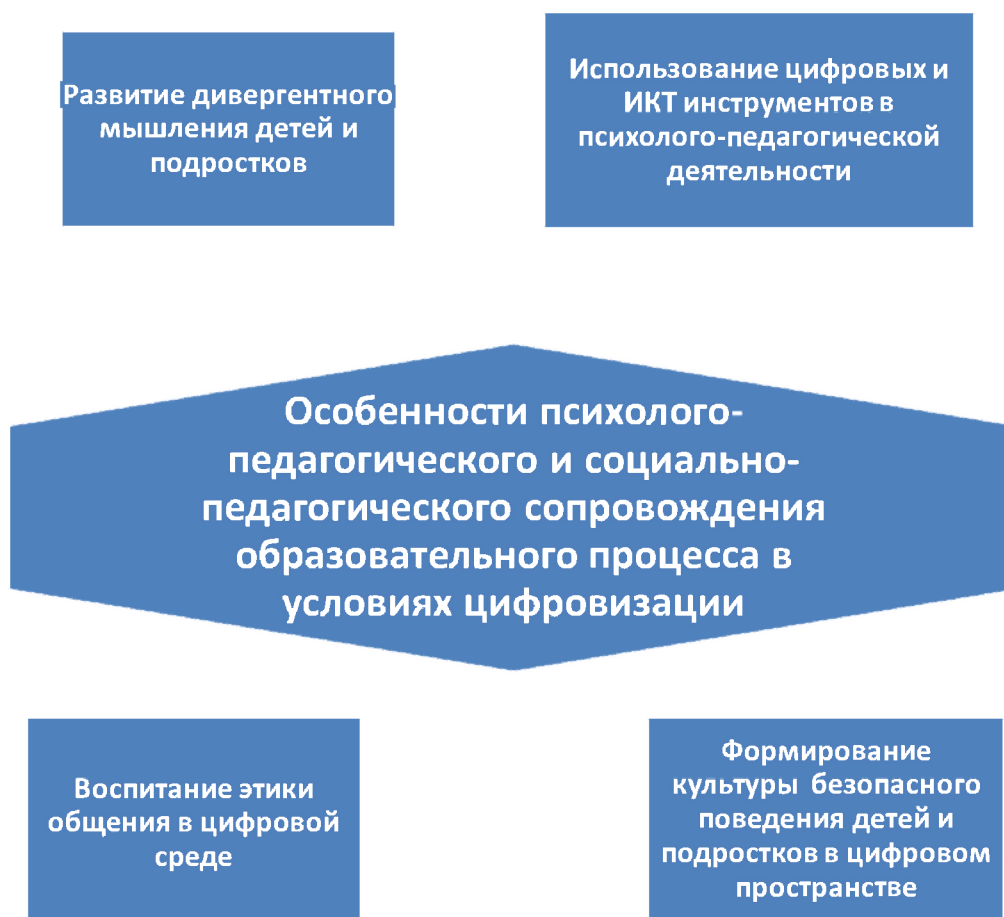 Развитие дивергентного
мышления детей и
подростков
Использование цифровых и
ИКТ инструментов в
психолого-педагогической
деятельности
Особенности психолого-
педагогического и социально-
педагогического сопровождения
образовательного процесса в
условиях цифровизации
Воспитание этики
общения в цифровой
среде
Формирование
культуры безопасного
поведения детей и
подростков в цифровом
пространстве